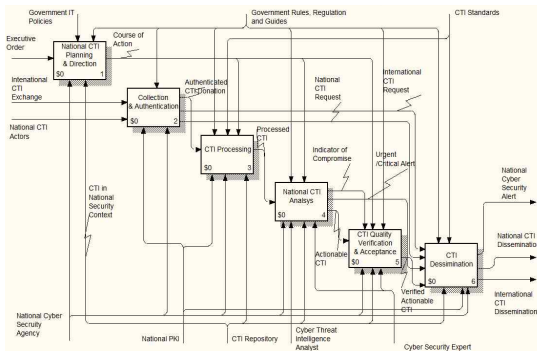 Government IT
Policies
Government Rules, Regulation
and Guides
CTI Standards
Executive
Order
National CTI
Planning
& Direction
$0 1
Course of
Action
International
CTI
Exchange
Collection
& Authentication
$0 2
Authenticated
CTI Donation
National
CTI
Request
International
CTI
Request
National CTI
Actors
CTI Processing
$0 3
Processed
CTI
Indicator of
Compromise
Urgent
/Critical Alert
National CTI
Analsys
$0 4
National
Cyber
Security
Alert
CTI in
National
Security
Context
Actionable
CTI
CTI Quality
Verification
& Acceptance
$0 5
CTI
Dessimination
$0 6
National CTI
Disseminatio
Verified
Actionable
CTI
International
CTI
Dissemination
National Cyber
Security
Agency
National PKI
CTI Repository
Cyber Threat
Intelligence
Analyst
Cyber Security Expert